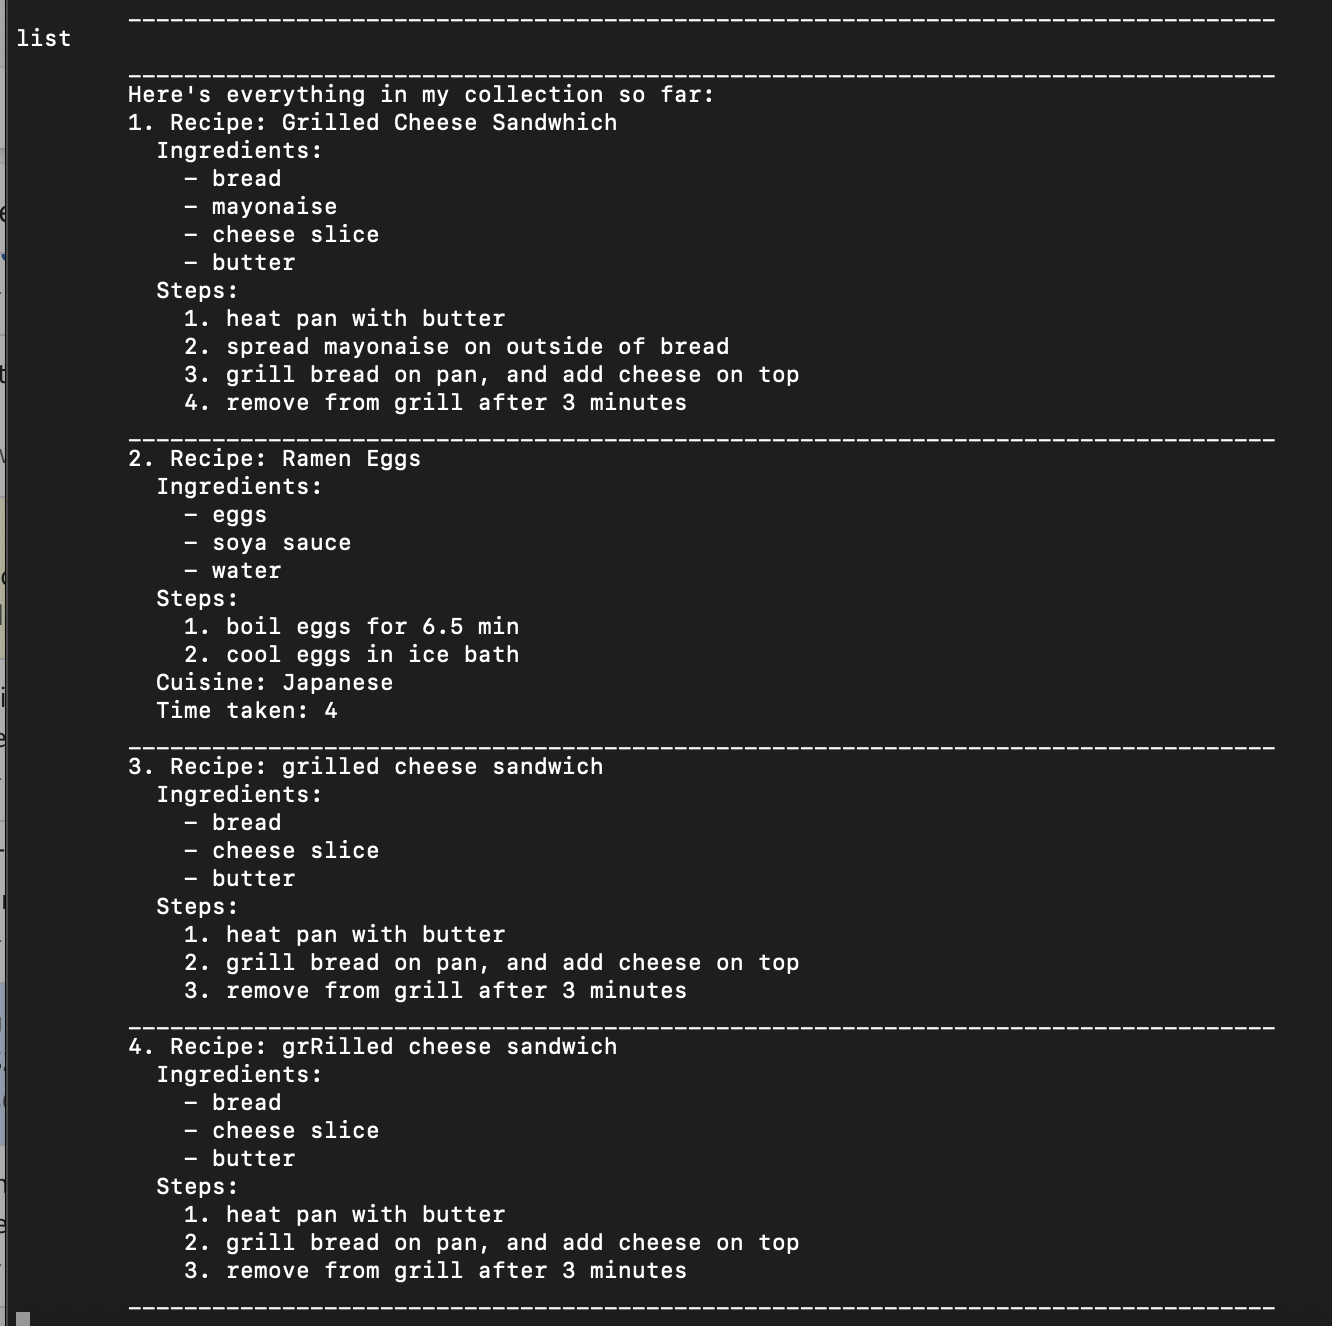 list
Here's everything in my collection so far:
1. Recipe: Grilled Cheese Sandwhich
Ingredients:
- bread
- mayonaise
- cheese slice
- butter
Steps:
1. heat pan with butter
2. spread mayonaise on outside of bread
3. grill bread on pan, and add cheese on top
4. remove from grill after 3 minutes
2. Recipe: Ramen Eggs
Ingredients:
- eggs
- soya sauce
- water
Steps:
1. boil eggs for 6.5 min
2. cool eggs in ice bath
Cuisine: Japanese
Time taken: 4
3. Recipe: grilled cheese sandwich
Ingredients:
- bread
- cheese slice
- butter
Steps:
1. heat pan with butter
2. grill bread on pan, and add cheese on top
3. remove from grill after 3 minutes
4. Recipe: grRilled cheese sandwich
Ingredients:
- bread
- cheese slice
- butter
Steps:
1. heat pan with butter
2. grill bread on pan, and add cheese on top
3. remove from grill after 3 minutes